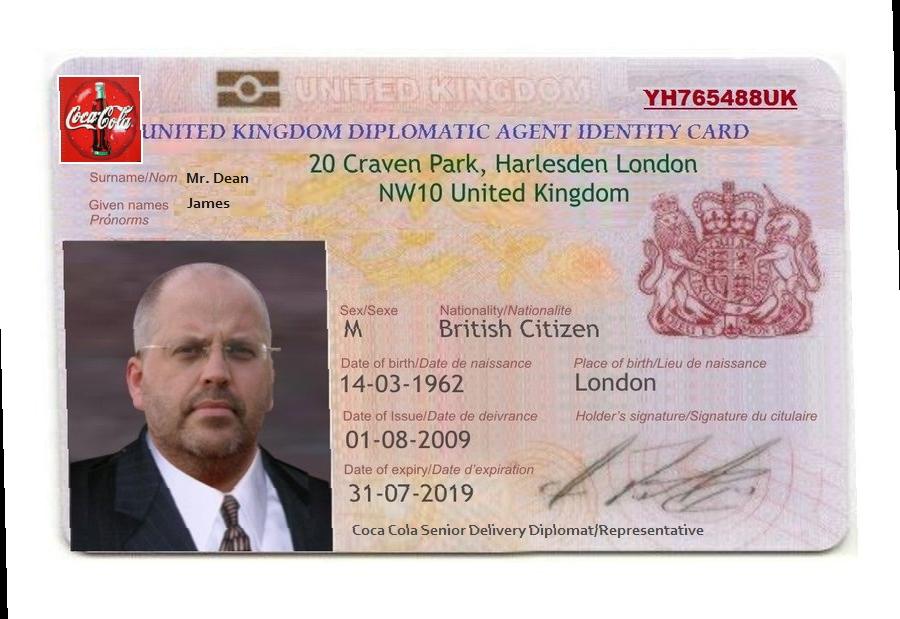 UNITED KINGDOM
YH765488UK
Coca-Cola
UNITED KINGDOM DIPLOMATIC AGENT IDENTITY CARD
20 Craven Park, Harlesden London
NW10 United Kingdom
Surname/Nom Mr. Dean
Given names James
Prónorms
Sex/Sexe Nationality/Nationalite
M British Citizen
Date of birth/Date de naissance Place of birth/Lieu de naissance
14-03-1962 London
Date of Issue/Date de deivrance Holder's signature/Signature du citulaire
01-08-2009
Date of expiry/Date d'expiration
31-07-2019
Coca Cola Senior Delivery Diplomat/Representative